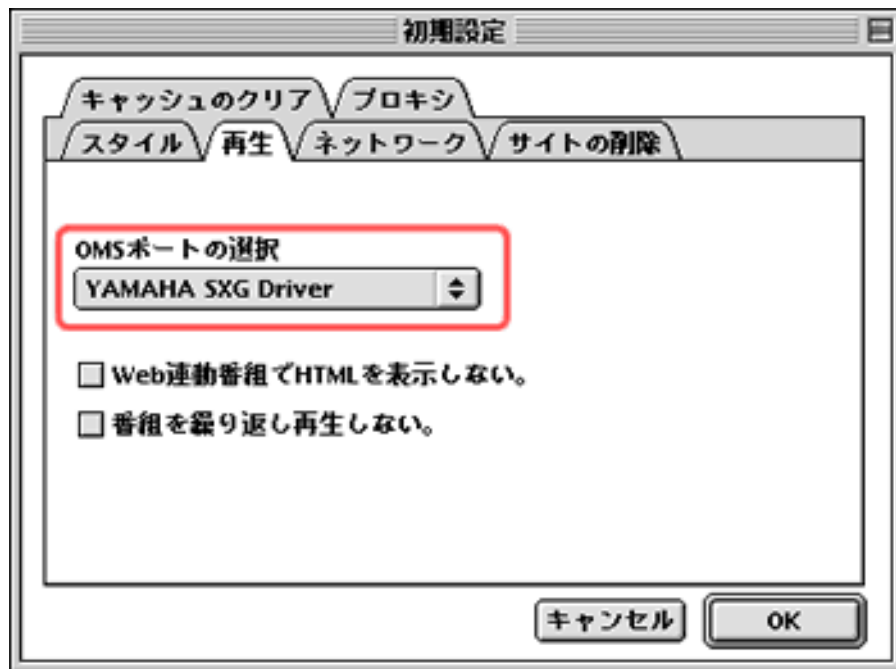 初期設定
キャッシュのクリア プロキシ
スタイル 再生 ネットワーク サイトの削除
OMSポートの選択
YAMAHA SXG Driver
Web連動番組でHTMLを表示しない。
番組を繰り返し再生しない。
キャンセル OK